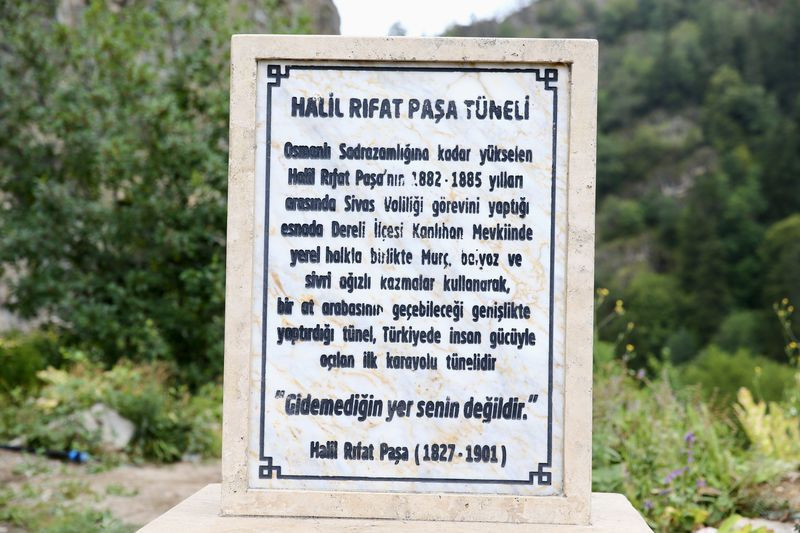 HALİL RIFAT PAŞA TÜNELİ
Osmanlı Sadrazamlığına kadar yükselen
Halil Rıfat Paşa'nın 1882 - 1885 yılları
arasında Sivas Valiliği görevini yaptığı
esnada Dereli İlçesi Kanlıhan Mevkiinde
yerel halkla birlikte Murç, balyoz ve
sivri ağızlı kazmalar kullanarak,
bir at arabasının geçebileceği genişlikte
yaptırdığı tünel, Türkiyede insan gücüyle
açılan ilk karayolu tünelidir
"Gidemediğin yer senin değildir."
Halil Rıfat Paşa (1827 - 1901)